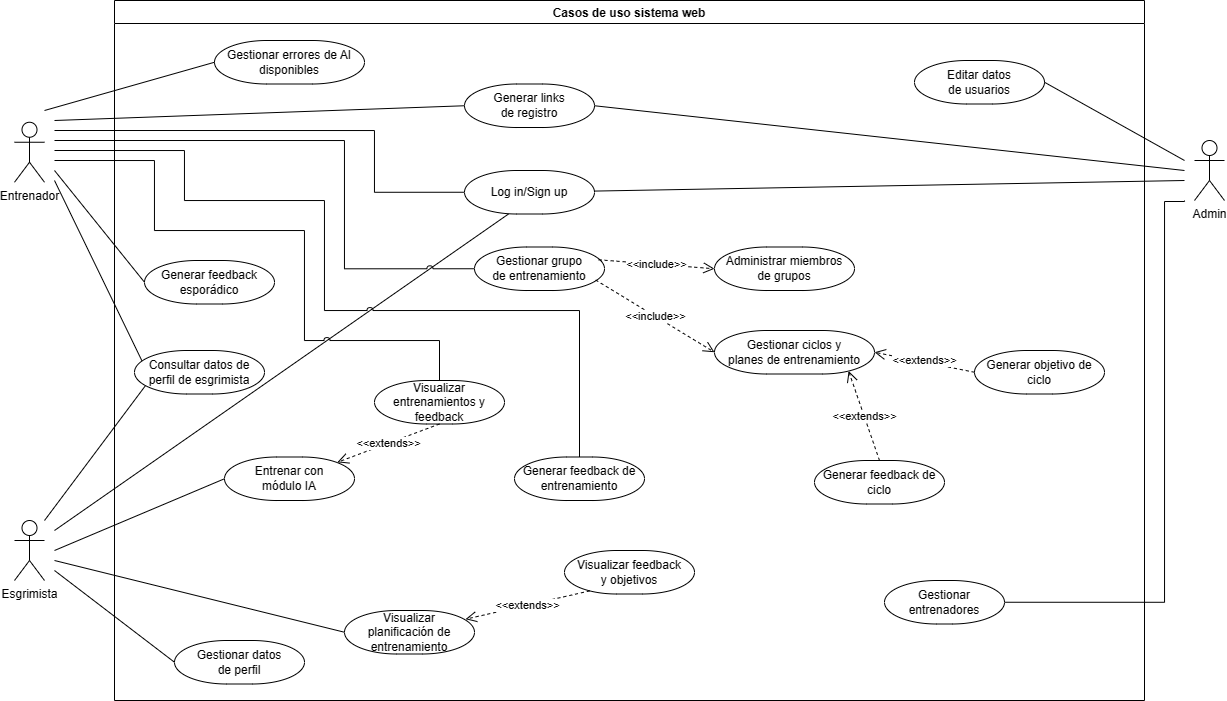 Casos de uso sistema web
Gestionar errores de AI
disponibles
Generar links
de registro
Editar datos
de usuarios
Entrenador
Log in/Sign up
Admin
Gestionar grupo
de entrenamiento
<<include>>
Administrar miembros
de grupos
Generar feedback
esporádico
<<include>>
Gestionar ciclos y
planes de entrenamiento
<<extends>>
Generar objetivo de
ciclo
Consultar datos de
perfil de esgrimista
Visualizar
entrenamientos y
feedback
<<extends>>
<<extends>>
Entrenar con
módulo IA
Generar feedback de
entrenamiento
Generar feedback de
ciclo
Esgrimista
Visualizar feedback
y objetivos
<<extends>>
Gestionar
entrenadores
Visualizar
planificación de
entrenamiento
Gestionar datos
de perfil